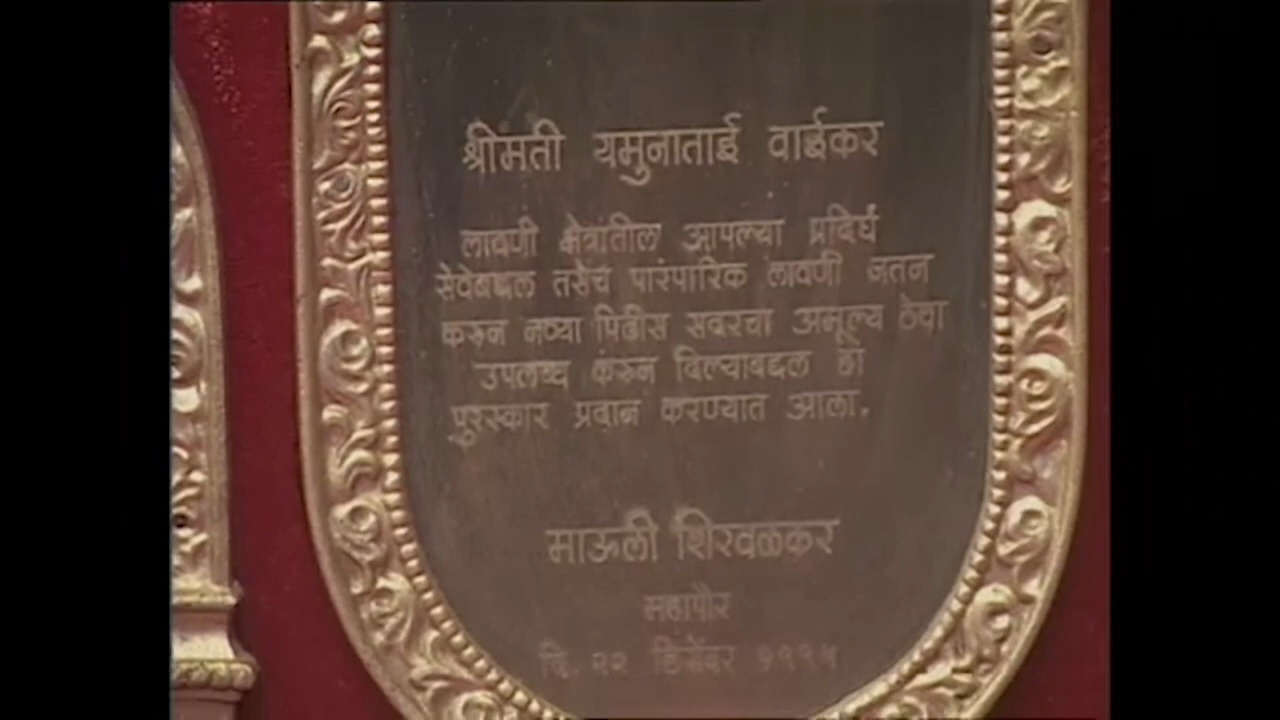 श्रीमती यमुनाताई वाईकर
लावणी क्षेत्रांतील आपल्या प्रदिर्घ
सेवेबद्दल तसेच पारंपारिक लावणी जतन
करुन नव्या पिढीस सदरचा अमूल्य ठेवा
उपलब्ध करुन दिल्याबद्दल हा
पुरस्कार प्रदान करण्यात आला.
माऊली शिरवळकर
महापौर
दि. २२ डिसेंबर १९९५